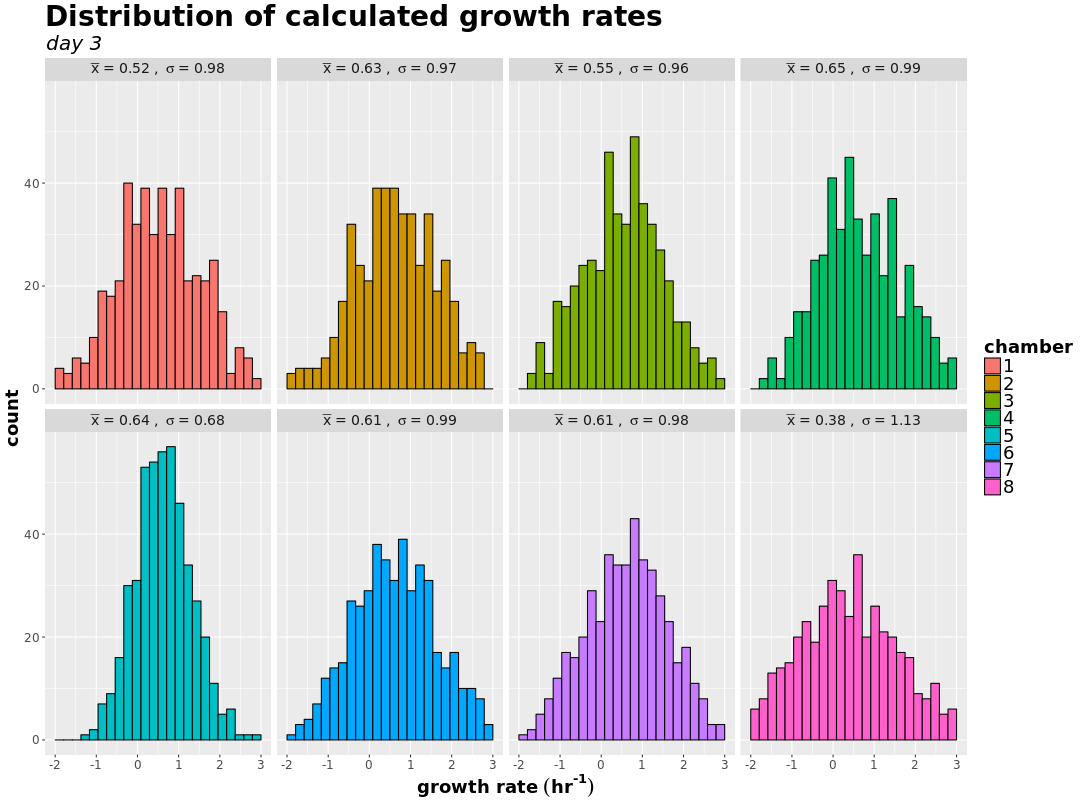 Distribution of calculated growth rates
day 3
x̅ = 0.52 , σ = 0.98
x̅ = 0.63 , σ = 0.97
x̅ = 0.55 , σ = 0.96
x̅ = 0.65 , σ = 0.99
40
20
0
x̅ = 0.64 , σ = 0.68
x̅ = 0.61 , σ = 0.99
x̅ = 0.61 , σ = 0.98
x̅ = 0.38 , σ = 1.13
40
20
0
-2 -1 0 1 2 3
-2 -1 0 1 2 3
-2 -1 0 1 2 3
-2 -1 0 1 2 3
count
growth rate (hr⁻¹)
chamber
1
2
3
4
5
6
7
8